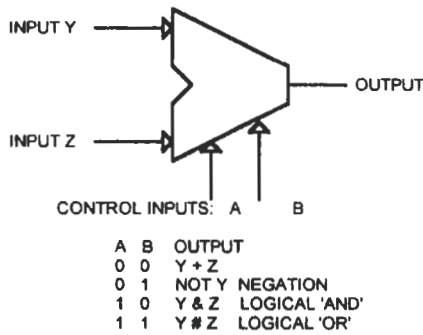 INPUT Y
OUTPUT
INPUT Z
CONTROL INPUTS: A B
A B OUTPUT
0 0 Y + Z
0 1 NOT Y NEGATION
1 0 Y & Z LOGICAL 'AND'
1 1 Y # Z LOGICAL 'OR'